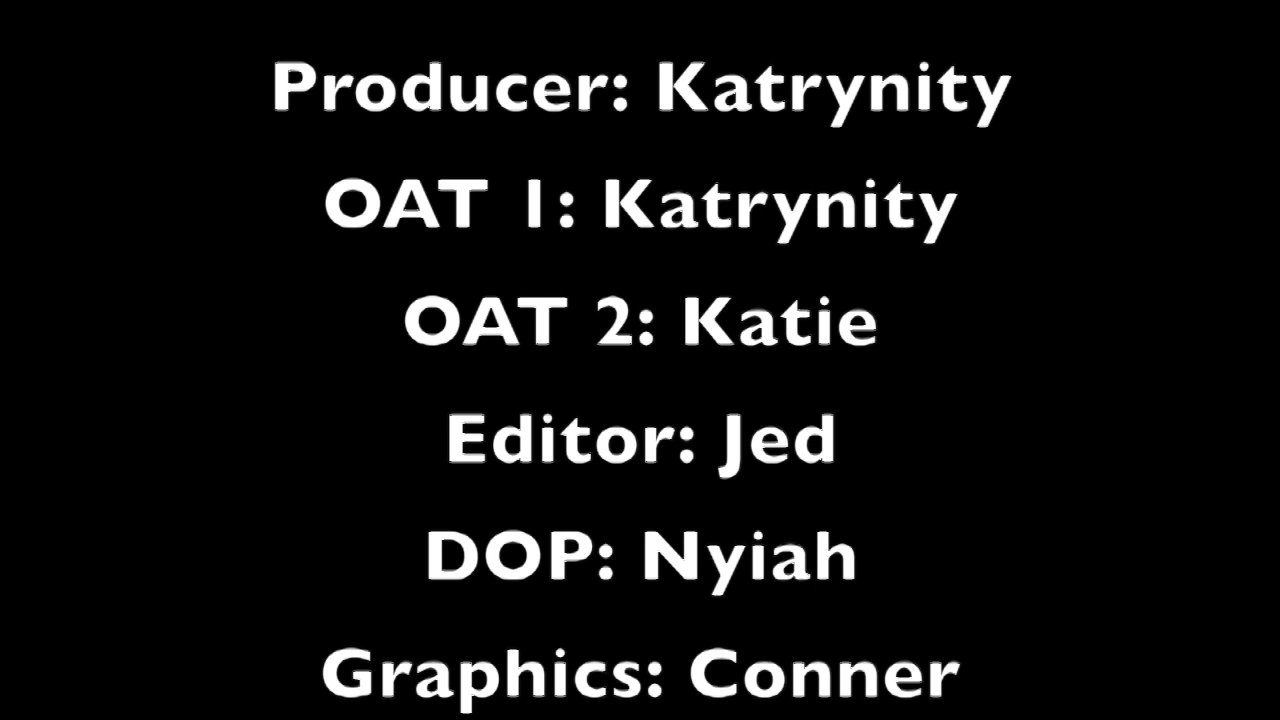 Producer: Katrynity
OAT 1: Katrynity
OAT 2: Katie
Editor: Jed
DOP: Nyiah
Graphics: Conner